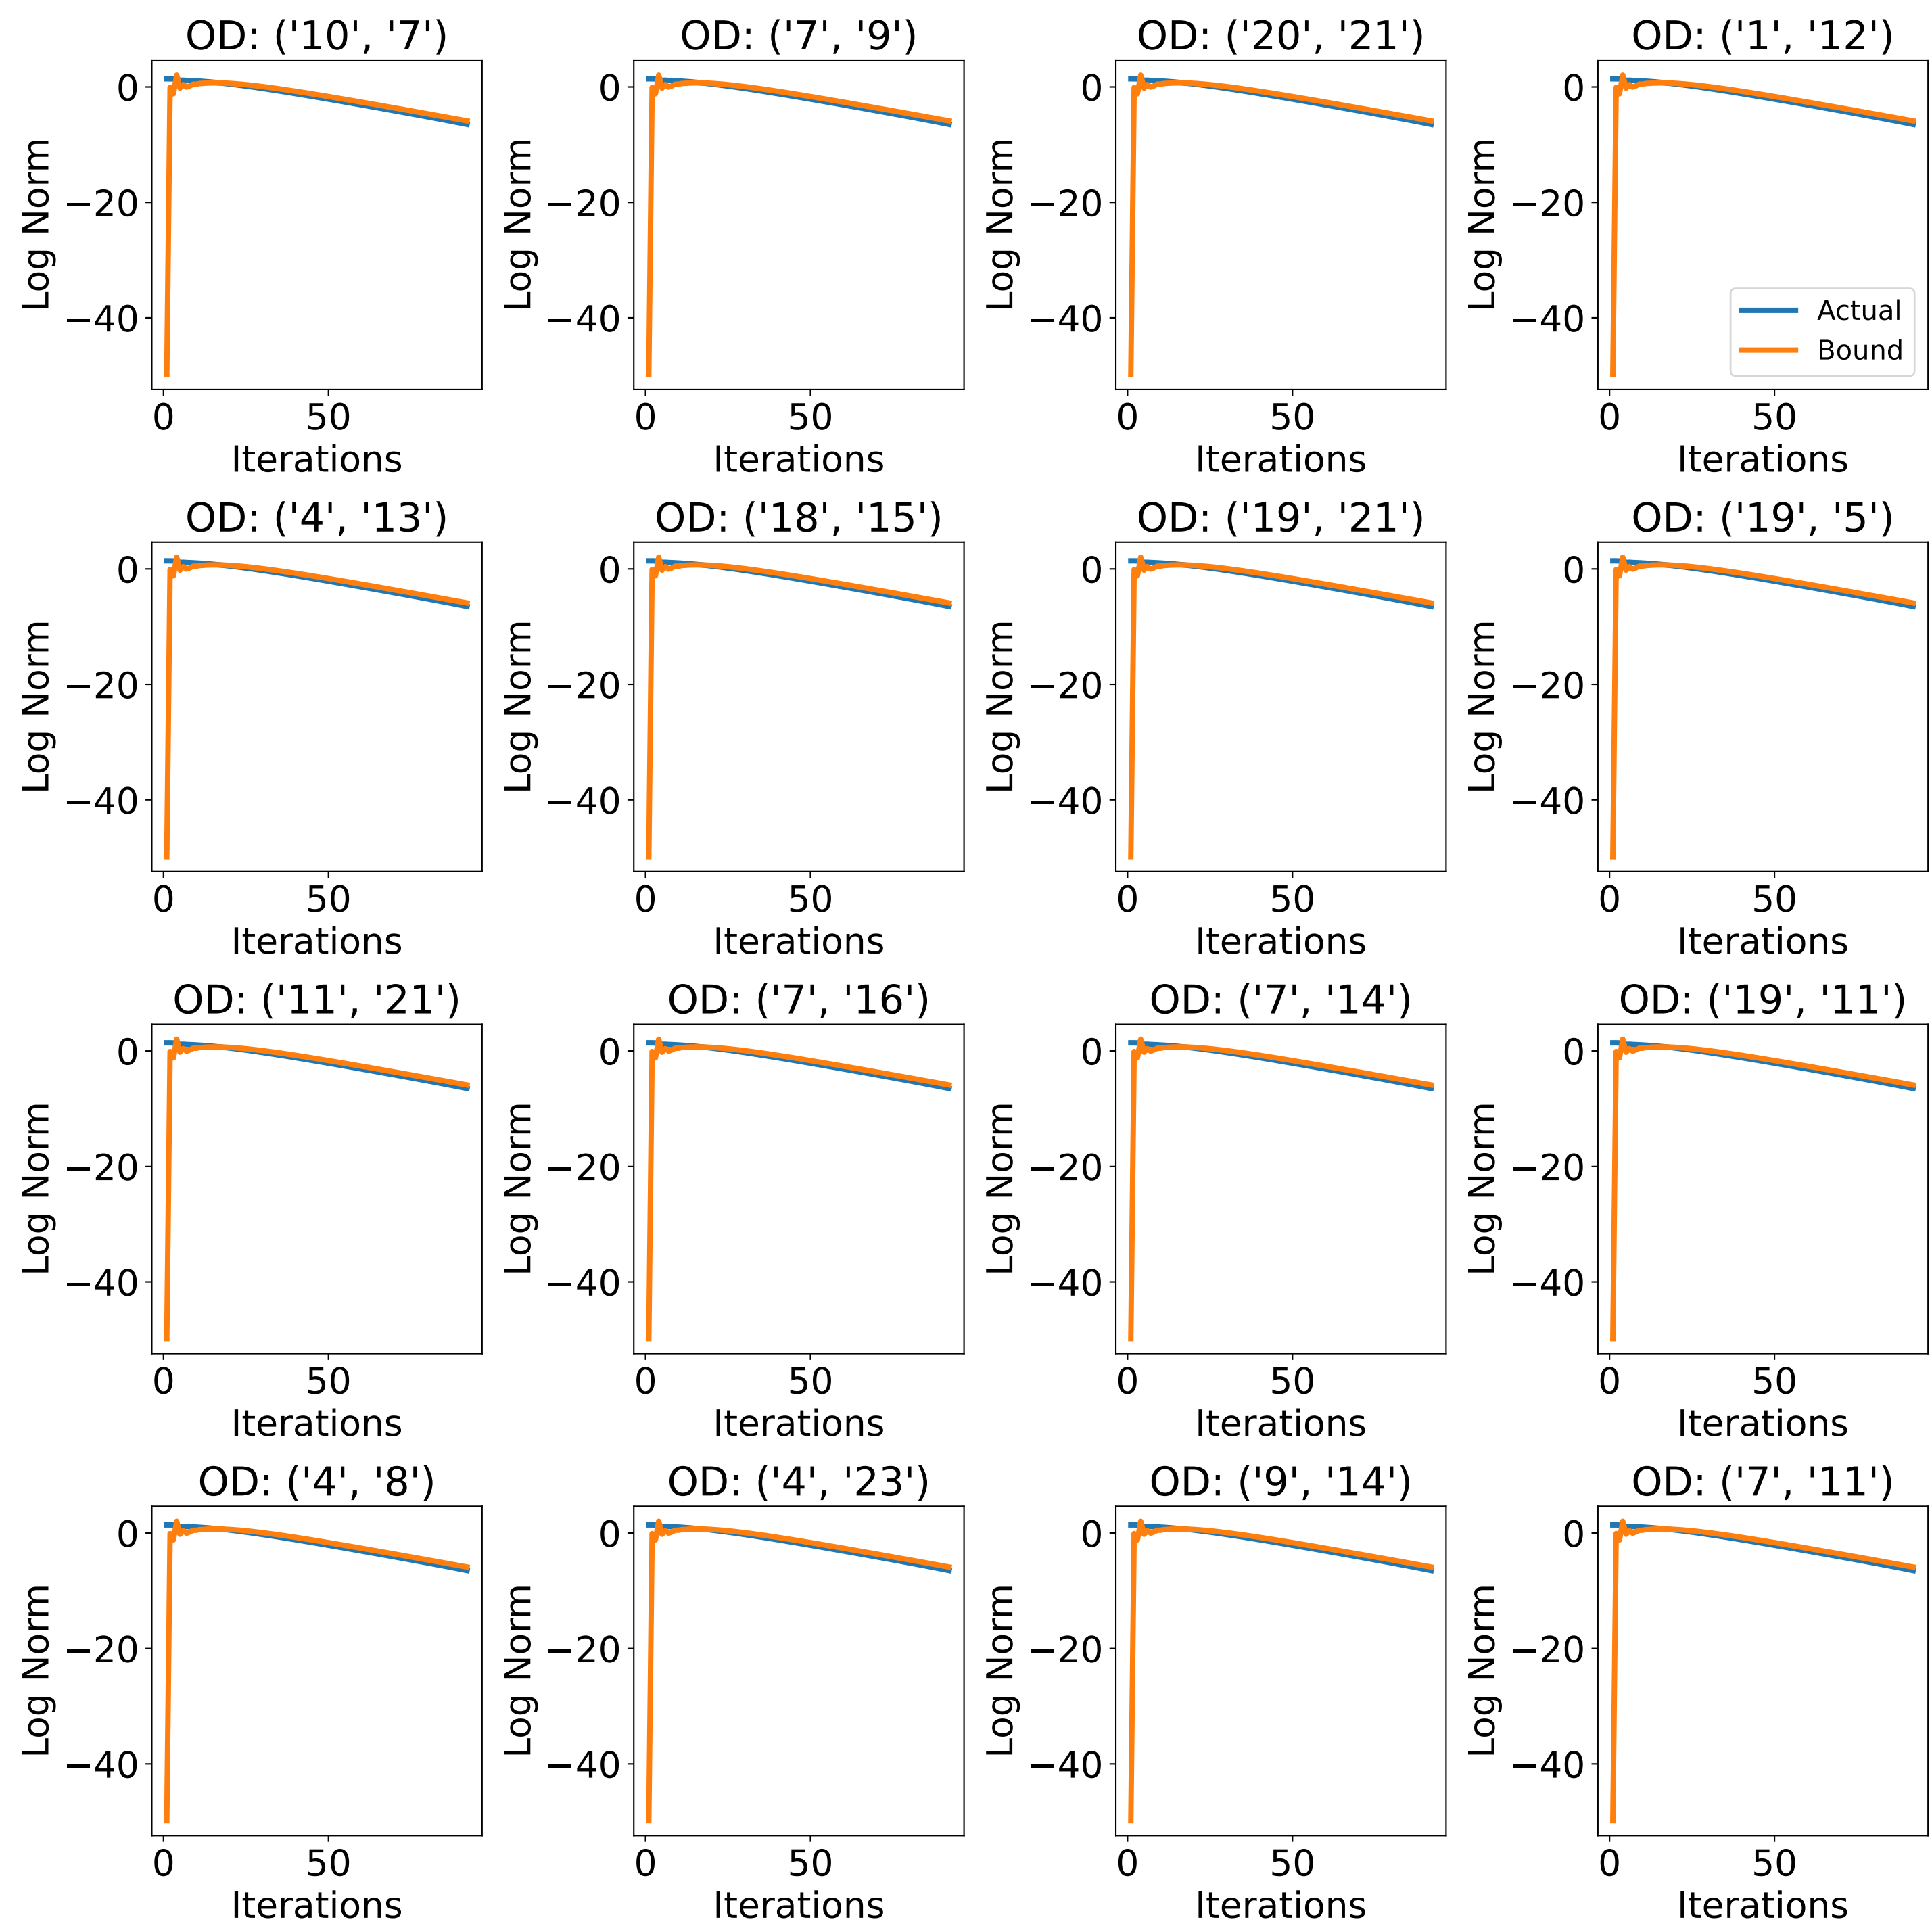 OD: ('10', '7')
OD: ('7', '9')
OD: ('20', '21')
OD: ('1', '12')
0
−20
−40
Log Norm
0
50
Iterations
0
−20
−40
Log Norm
0
50
Iterations
0
−20
−40
Log Norm
0
50
Iterations
0
−20
−40
Log Norm
Actual
Bound
0
50
Iterations
OD: ('4', '13')
OD: ('18', '15')
OD: ('19', '21')
OD: ('19', '5')
0
−20
−40
Log Norm
0
50
Iterations
0
−20
−40
Log Norm
0
50
Iterations
0
−20
−40
Log Norm
0
50
Iterations
0
−20
−40
Log Norm
0
50
Iterations
OD: ('11', '21')
OD: ('7', '16')
OD: ('7', '14')
OD: ('19', '11')
0
−20
−40
Log Norm
0
50
Iterations
0
−20
−40
Log Norm
0
50
Iterations
0
−20
−40
Log Norm
0
50
Iterations
0
−20
−40
Log Norm
0
50
Iterations
OD: ('4', '8')
OD: ('4', '23')
OD: ('9', '14')
OD: ('7', '11')
0
−20
−40
Log Norm
0
50
Iterations
0
−20
−40
Log Norm
0
50
Iterations
0
−20
−40
Log Norm
0
50
Iterations
0
−20
−40
Log Norm
0
50
Iterations